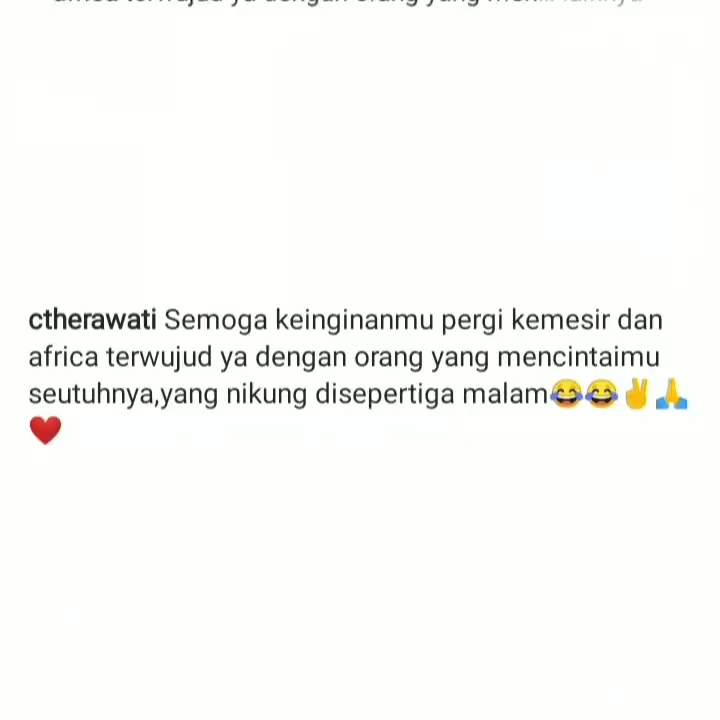 ctherawati Semoga keinginanmu pergi kemesir dan
africa terwujud ya dengan orang yang mencintaimu
seutuhnya,yang nikung disepertiga malam😂😂✌️🙏
❤️